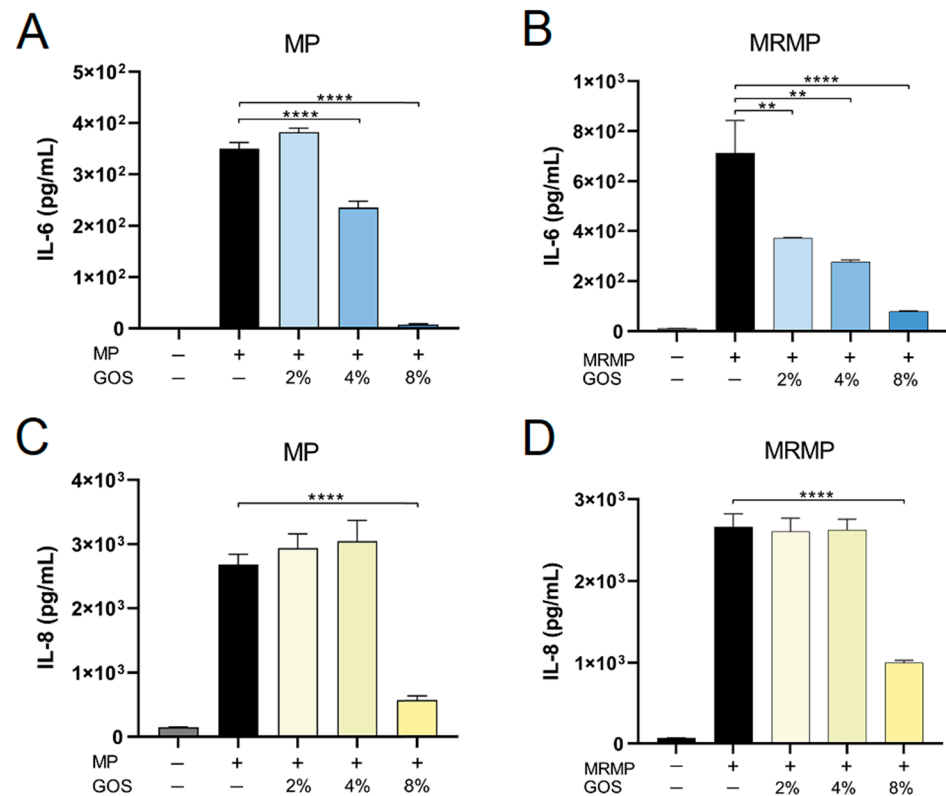 A
MP
IL-6 (pg/mL)
5×10²
4×10²
3×10²
2×10²
1×10²
0
****
****
MP – + + + +
GOS – – 2% 4% 8%
B
MRMP
IL-6 (pg/mL)
1×10³
8×10²
6×10²
4×10²
2×10²
0
****
**
**
MRMP – + + + +
GOS – – 2% 4% 8%
C
MP
IL-8 (pg/mL)
4×10³
3×10³
2×10³
1×10³
0
****
MP – + + + +
GOS – – 2% 4% 8%
D
MRMP
IL-8 (pg/mL)
3×10³
2×10³
1×10³
0
****
MRMP – + + + +
GOS – – 2% 4% 8%